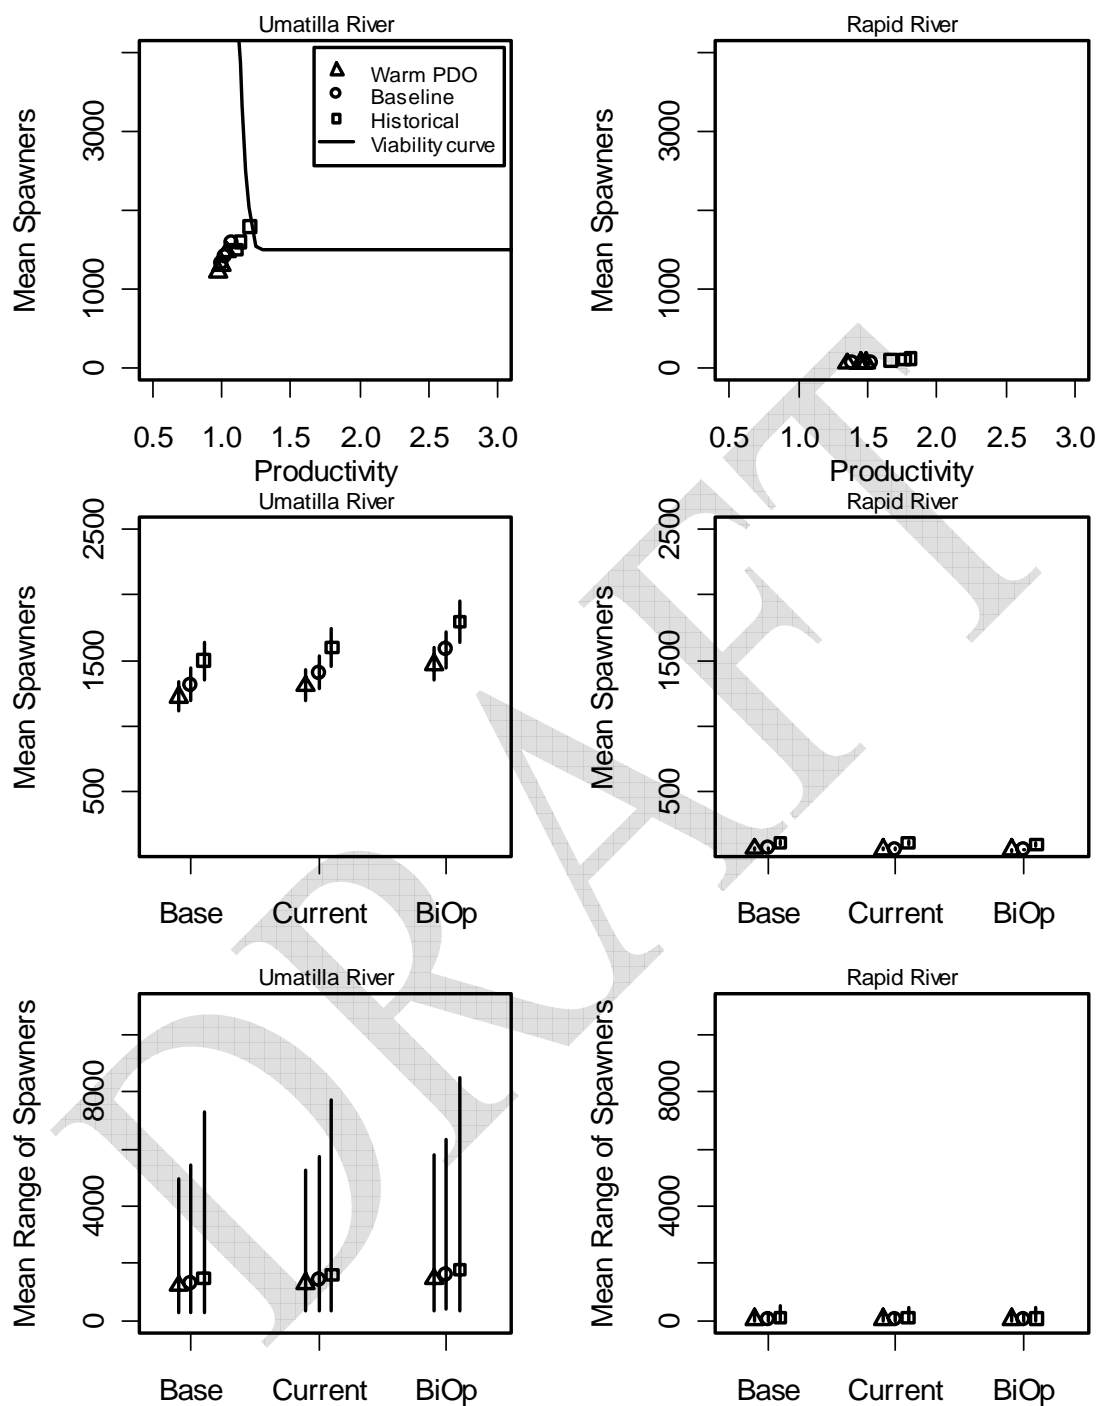 Umatilla River
Mean Spawners
3000
1000
0
Warm PDO
Baseline
Historical
Viability curve
0.5 1.0 1.5 2.0 2.5 3.0
Productivity
Rapid River
Mean Spawners
3000
1000
0
0.5 1.0 1.5 2.0 2.5 3.0
Productivity
Umatilla River
Mean Spawners
2500
1500
500
Base Current BiOp
Rapid River
Mean Spawners
2500
1500
500
Base Current BiOp
Umatilla River
Mean Range of Spawners
8000
4000
0
Base Current BiOp
Rapid River
Mean Range of Spawners
8000
4000
0
Base Current BiOp
DRAFT